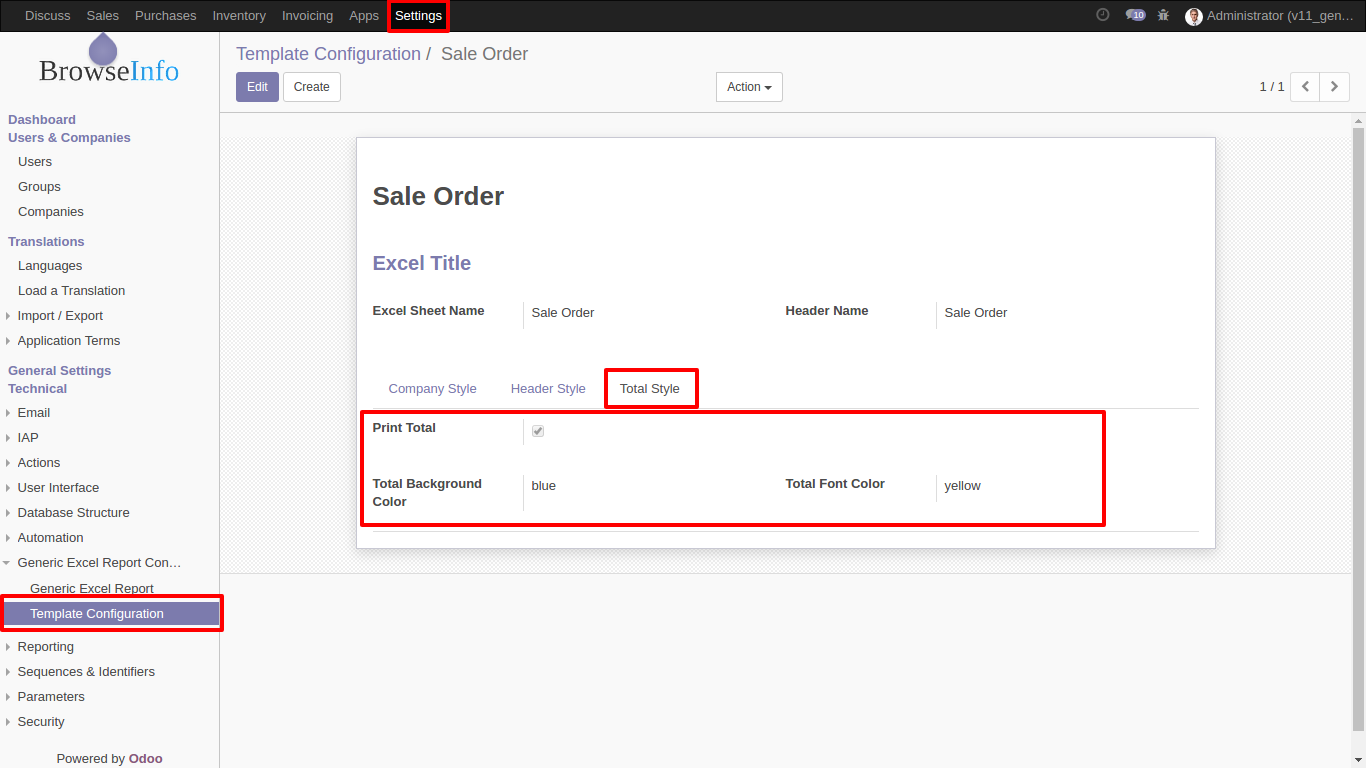 Discuss Sales Purchases Inventory Invoicing Apps Settings 10 Administrator (v11_gen…
BrowseInfo
Template Configuration / Sale Order
Edit Create Action 1 / 1
Dashboard
Users & Companies
Users
Groups
Companies
Translations
Languages
Load a Translation
Import / Export
Application Terms
General Settings
Technical
Email
IAP
Actions
User Interface
Database Structure
Automation
Generic Excel Report Con…
Generic Excel Report
Template Configuration
Reporting
Sequences & Identifiers
Parameters
Security
Powered by Odoo
Sale Order
Excel Title
Excel Sheet Name Sale Order Header Name Sale Order
Company Style Header Style Total Style
Print Total
Total Background Color blue Total Font Color yellow